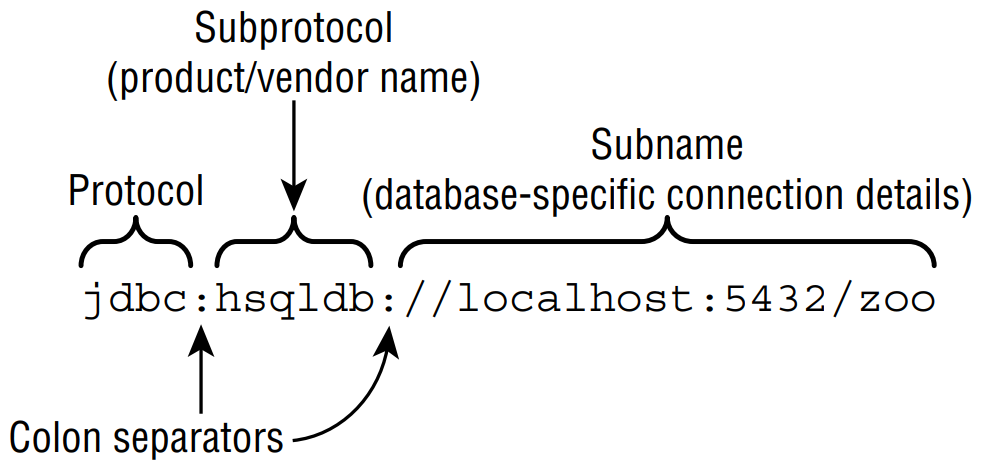 Subprotocol
(product/vendor name)
Subname
(database-specific connection details)
Protocol
jdbc:hsqldb://localhost:5432/zoo
Colon separators